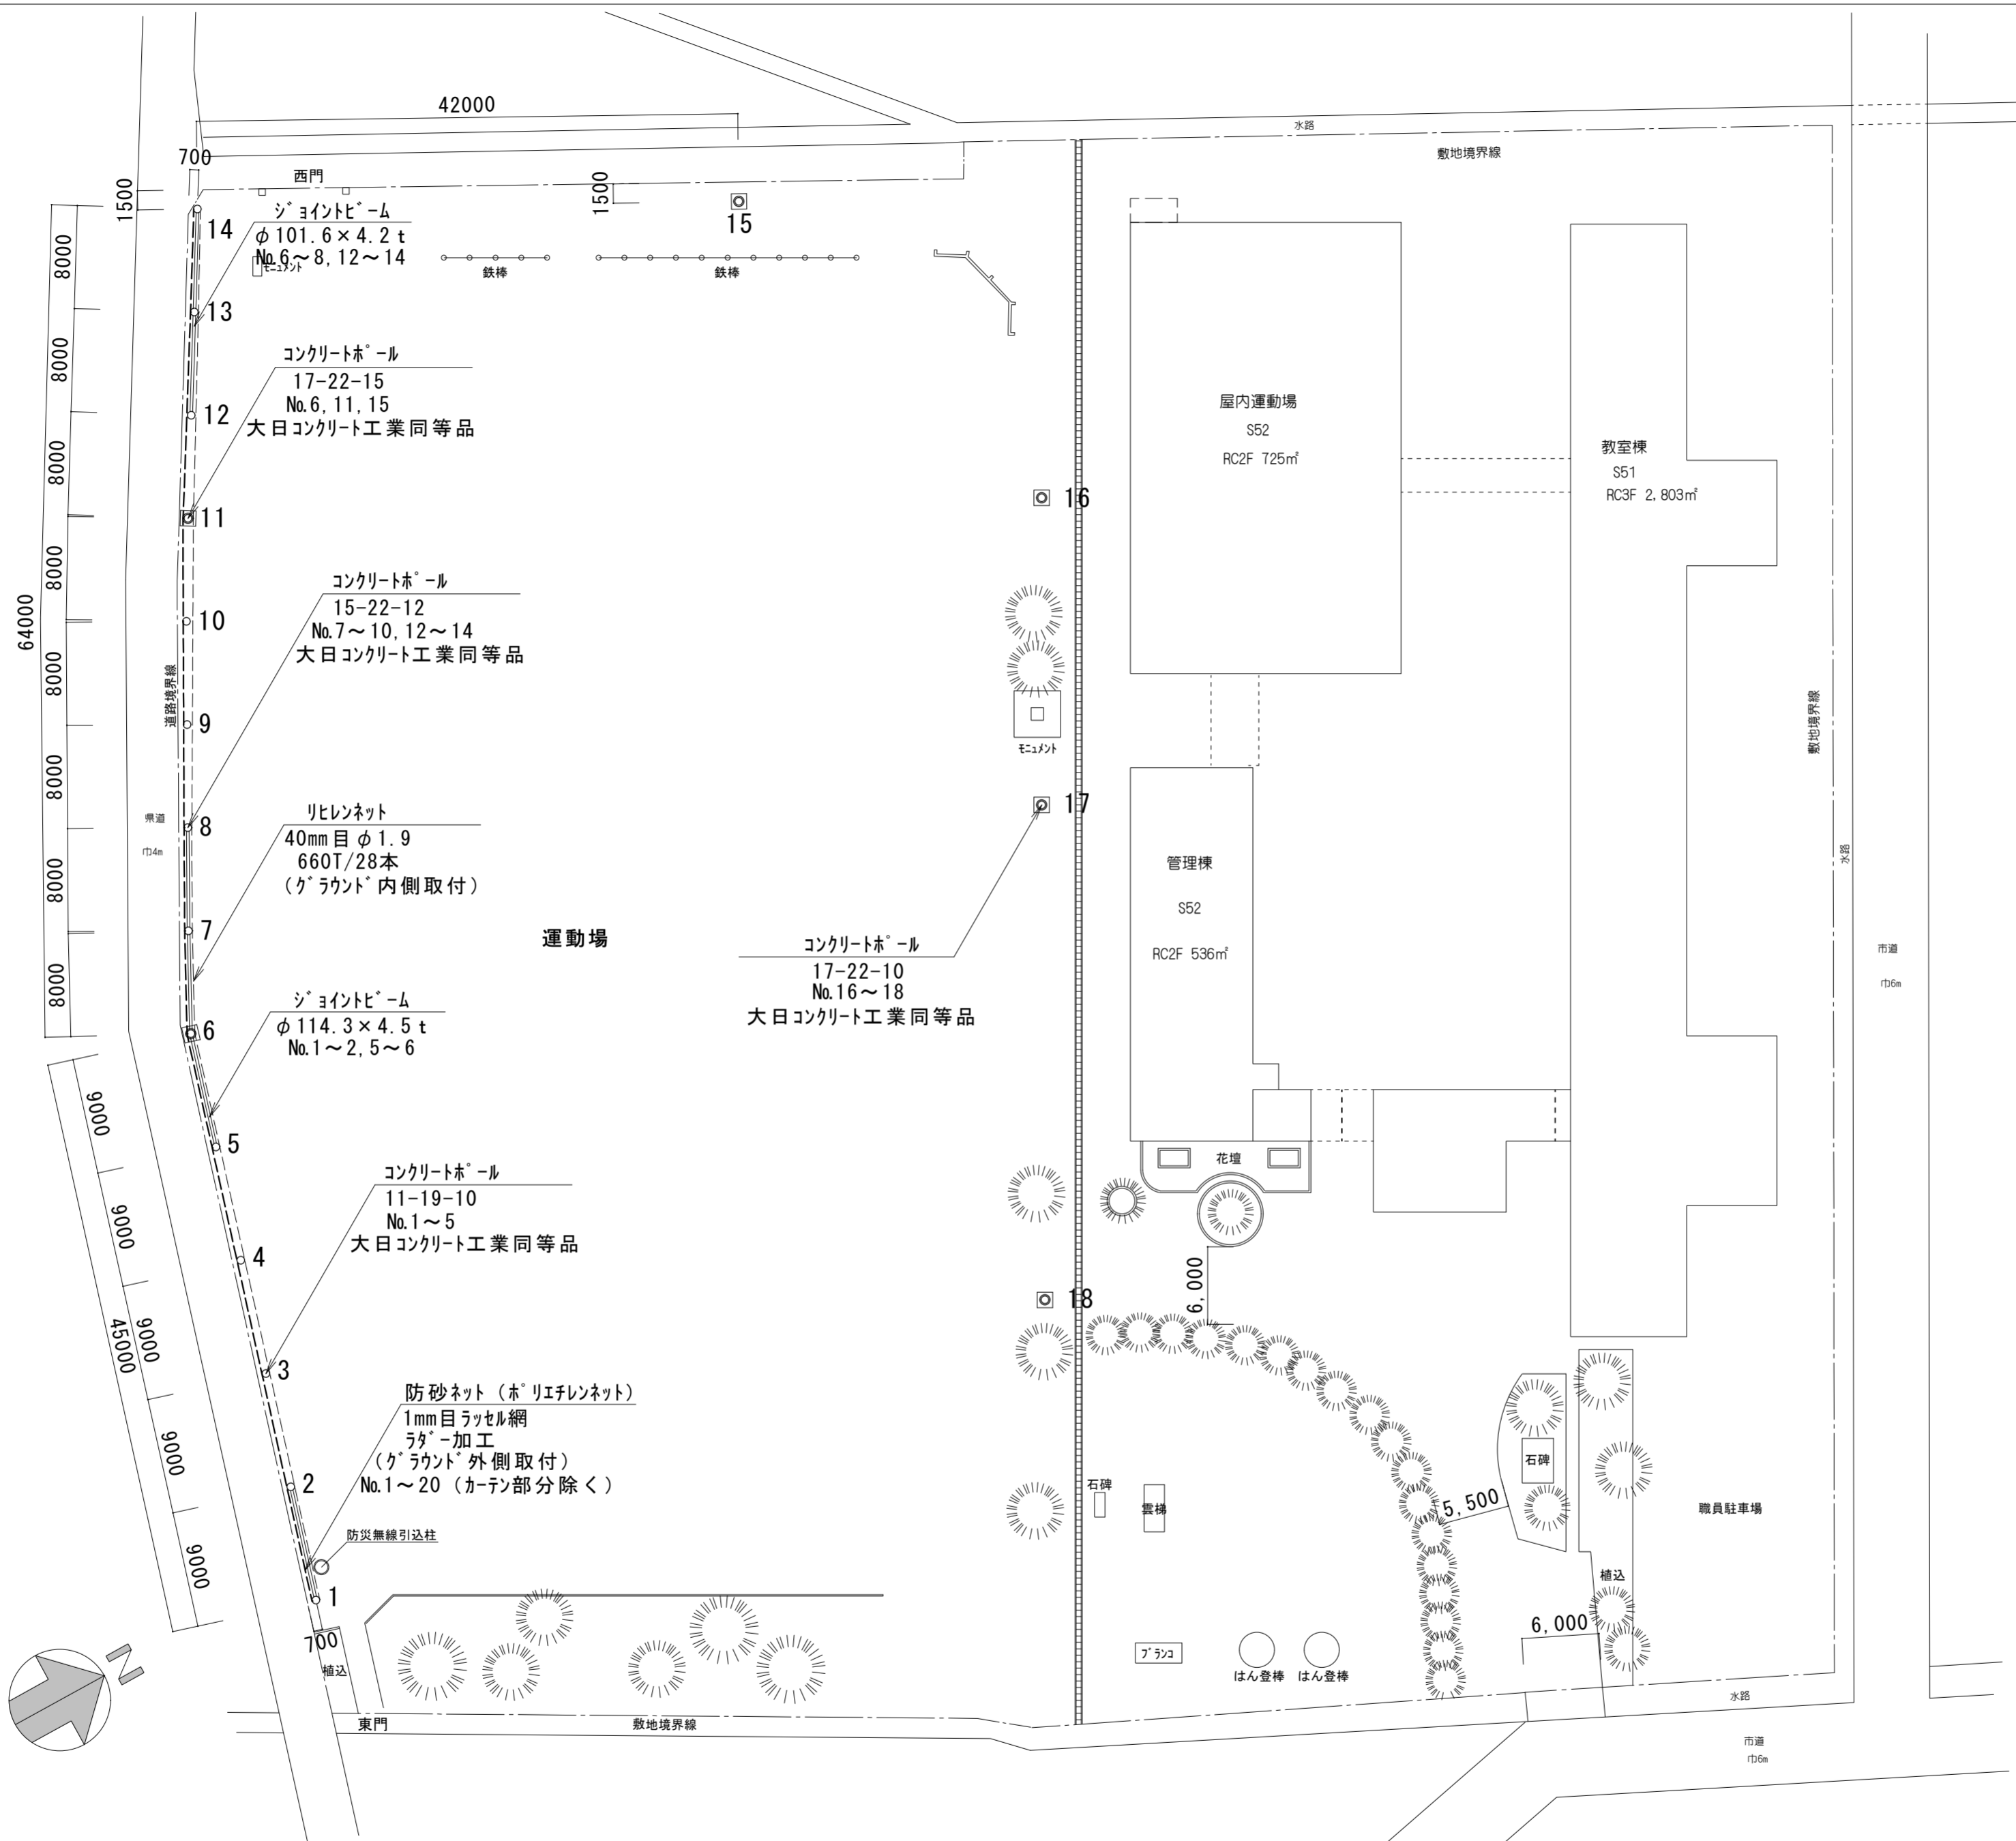 42000
水路
敷地境界線
700
西門
1500
1500
14
15
ジョイントビーム
φ101.6×4.2t
No.6～8,12～14
モニュメント
鉄棒
鉄棒
8000
13
8000
12
コンクリートポール
17-22-15
No.6,11,15
大日コンクリート工業同等品
屋内運動場
S52
RC2F 725㎡
教室棟
S51
RC3F 2,803㎡
8000
11
16
8000
10
コンクリートポール
15-22-12
No.7～10,12～14
大日コンクリート工業同等品
64000
8000
道路境界線
9
モニュメント
敷地境界線
8000
8
17
県道
巾4m
リヒレンネット
40mm目φ1.9
660T/28本
(グラウンド内側取付)
管理棟
S52
RC2F 536㎡
水路
8000
7
運動場
コンクリートポール
17-22-10
No.16～18
大日コンクリート工業同等品
市道
巾6m
8000
6
ジョイントビーム
φ114.3×4.5t
No.1～2,5～6
9000
5
花壇
コンクリートポール
11-19-10
No.1～5
大日コンクリート工業同等品
9000
4
6,000
18
9000
45000
3
防砂ネット(ポリエチレンネット)
1mm目ラッセル網
ラダー加工
(グラウンド外側取付)
No.1～20(カーテン部分除く)
9000
2
石碑
雲梯
5,500
石碑
職員駐車場
防災無線引込柱
9000
1
植込
6,000
700
植込
ブランコ
はん登棒
はん登棒
N
東門
敷地境界線
水路
市道
巾6m